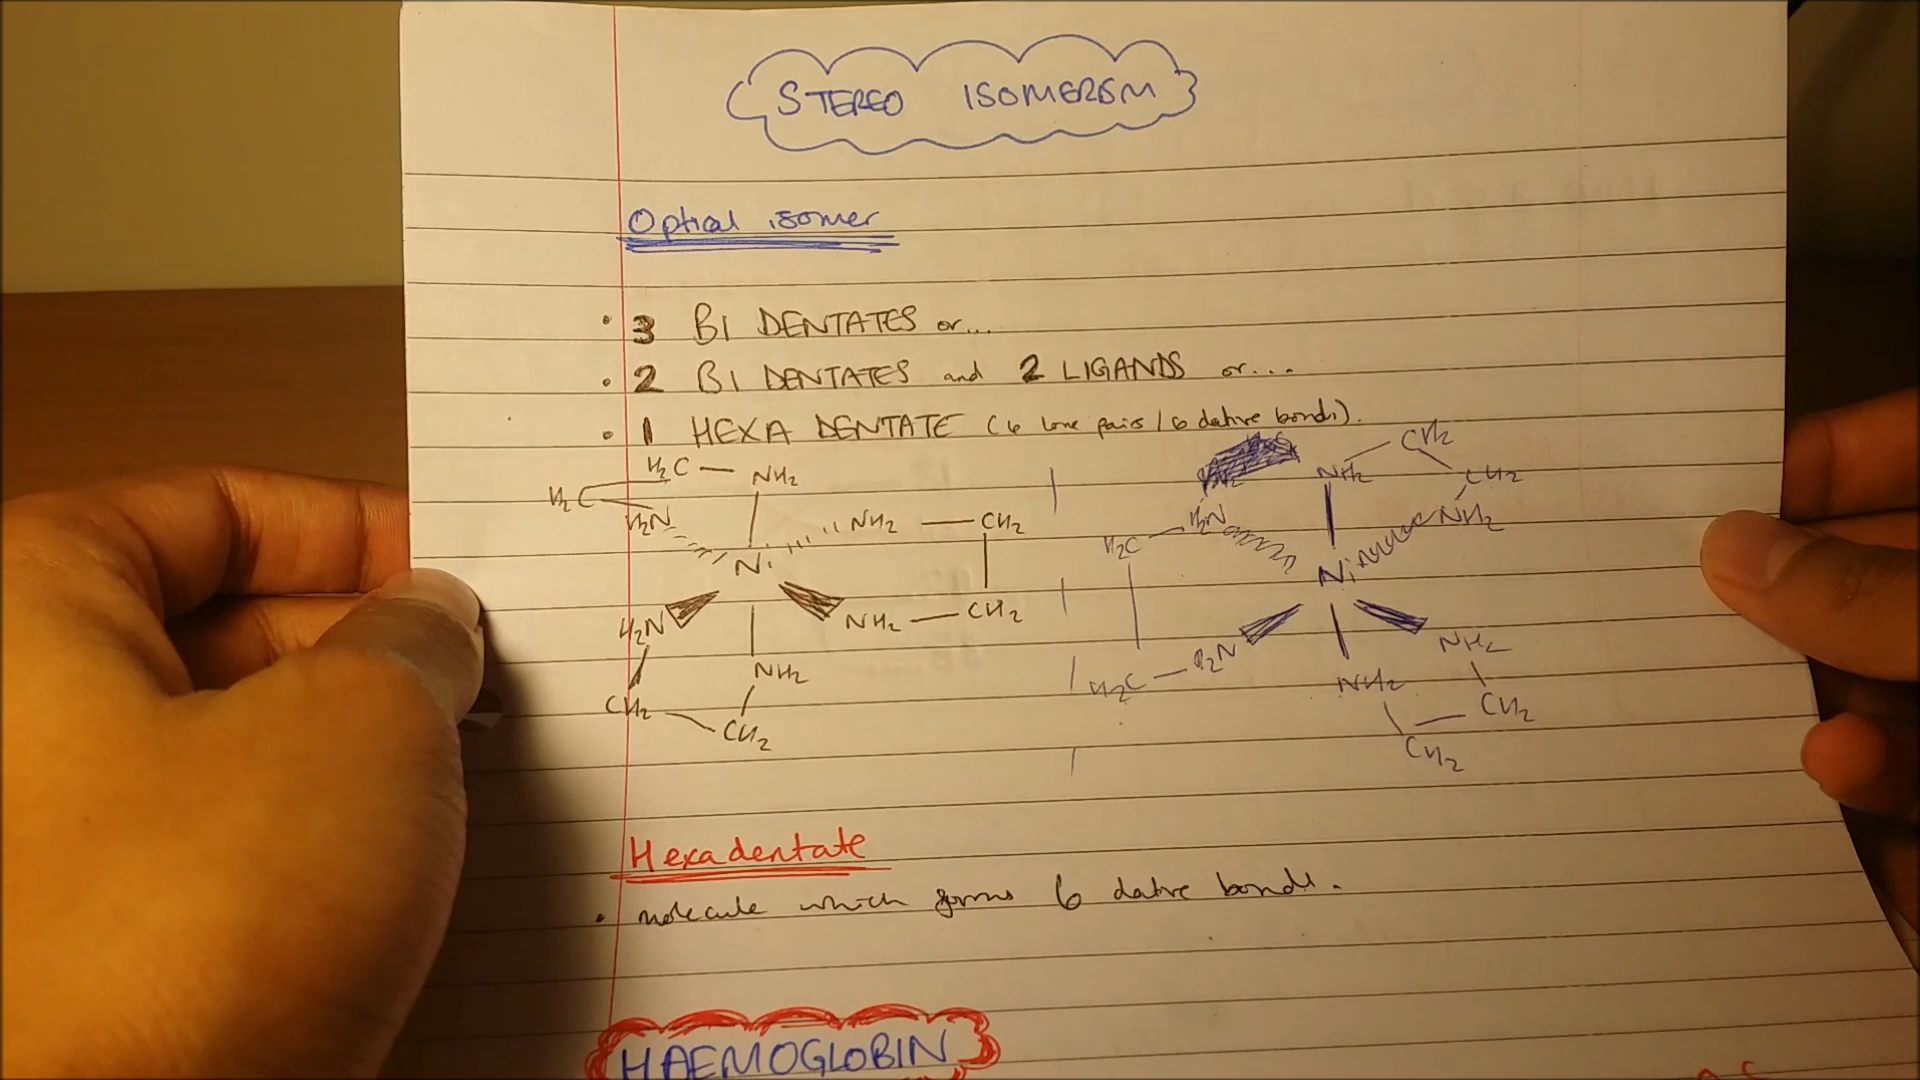 STEREO ISOMERISM
Optical isomer
• 3 BI DENTATES or...
• 2 BI DENTATES and 2 LIGANDS or...
• 1 HEXA DENTATE (6 lone pairs / 6 dative bonds).
H₂C — NH₂
H₂C
H₂N
NH₂ — CH₂
Ni
H₂N
NH₂ — CH₂
NH₂
CH₂
CH₂
CH₂
NH₂
CH₂
H₂N
NH₂
H₂C
Ni
H₂C — H₂N
NH₂
NH₂
CH₂
CH₂
Hexadentate
• molecule which forms 6 dative bonds.
HAEMOGLOBIN